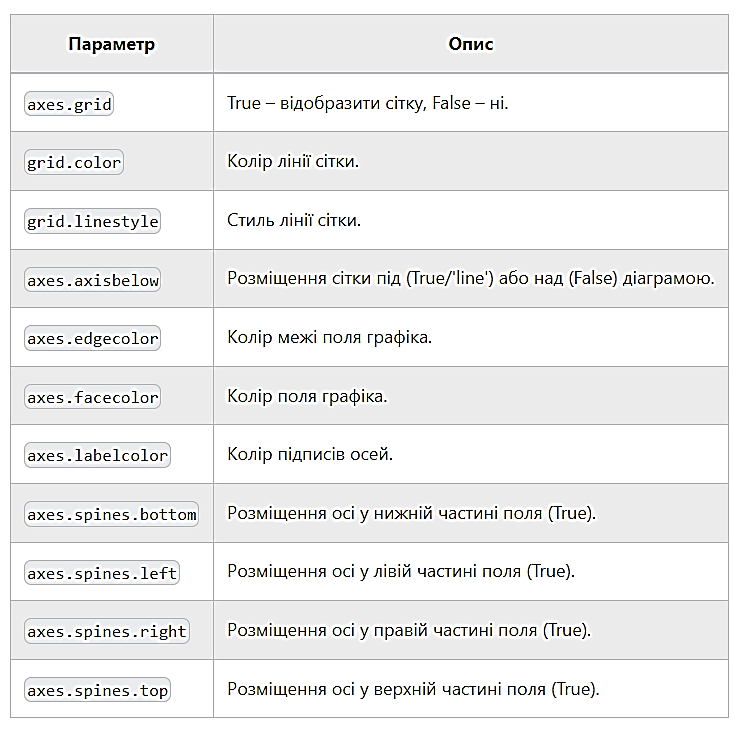 Параметр Опис
axes.grid True – відобразити сітку, False – ні.
grid.color Колір лінії сітки.
grid.linestyle Стиль лінії сітки.
axes.axisbelow Розміщення сітки під (True/'line') або над (False) діаграмою.
axes.edgecolor Колір межі поля графіка.
axes.facecolor Колір поля графіка.
axes.labelcolor Колір підписів осей.
axes.spines.bottom Розміщення осі у нижній частині поля (True).
axes.spines.left Розміщення осі у лівій частині поля (True).
axes.spines.right Розміщення осі у правій частині поля (True).
axes.spines.top Розміщення осі у верхній частині поля (True).